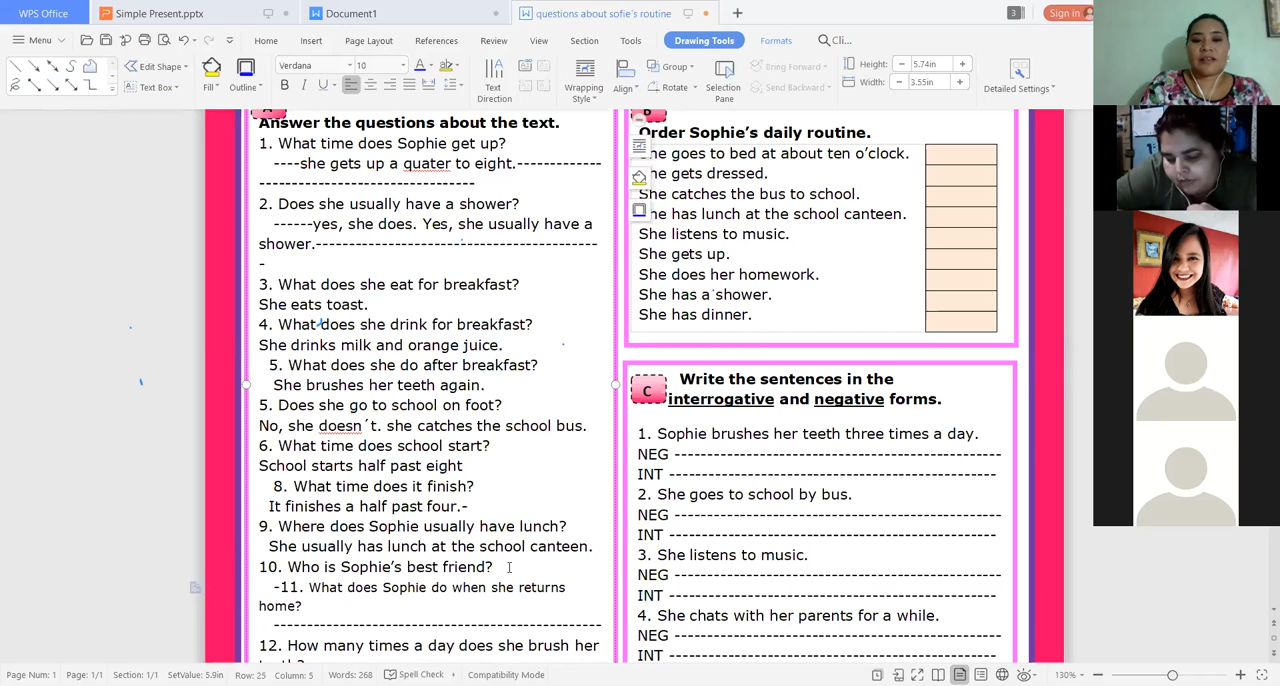 WPS Office
Simple Present.pptx
Document1
questions about sofie´s routine
3
Sign in
Menu
Home
Insert
Page Layout
References
Review
View
Section
Tools
Drawing Tools
Formats
Cli...
Edit Shape
Text Box
Fill
Outline
Verdana
10
B I U
Text Direction
Wrapping Style
Align
Group
Rotate
Selection Pane
Bring Forward
Send Backward
Height: 5.74in
Width: 3.55in
Detailed Settings
A
Answer the questions about the text.
1. What time does Sophie get up?
----she gets up a quater to eight.-------------
---------------------------------
2. Does she usually have a shower?
------yes, she does. Yes, she usually have a
shower.-------------------------------------------
-
3. What does she eat for breakfast?
She eats toast.
4. What does she drink for breakfast?
She drinks milk and orange juice.
5. What does she do after breakfast?
She brushes her teeth again.
5. Does she go to school on foot?
No, she doesn´t. she catches the school bus.
6. What time does school start?
School starts half past eight
8. What time does it finish?
It finishes a half past four.-
9. Where does Sophie usually have lunch?
She usually has lunch at the school canteen.
10. Who is Sophie’s best friend?
-11. What does Sophie do when she returns
home?
--------------------------------------------------
12. How many times a day does she brush her
Order Sophie’s daily routine.
She goes to bed at about ten o’clock.
She gets dressed.
She catches the bus to school.
She has lunch at the school canteen.
She listens to music.
She gets up.
She does her homework.
She has a shower.
She has dinner.
C
Write the sentences in the
interrogative and negative forms.
1. Sophie brushes her teeth three times a day.
NEG --------------------------------------------------
INT --------------------------------------------------
2. She goes to school by bus.
NEG --------------------------------------------------
INT --------------------------------------------------
3. She listens to music.
NEG --------------------------------------------------
INT --------------------------------------------------
4. She chats with her parents for a while.
NEG --------------------------------------------------
INT --------------------------------------------------
Page Num: 1
Page: 1/1
Section: 1/1
SetValue: 5.9in
Row: 25
Column: 5
Words: 268
Spell Check
Compatibility Mode
130%